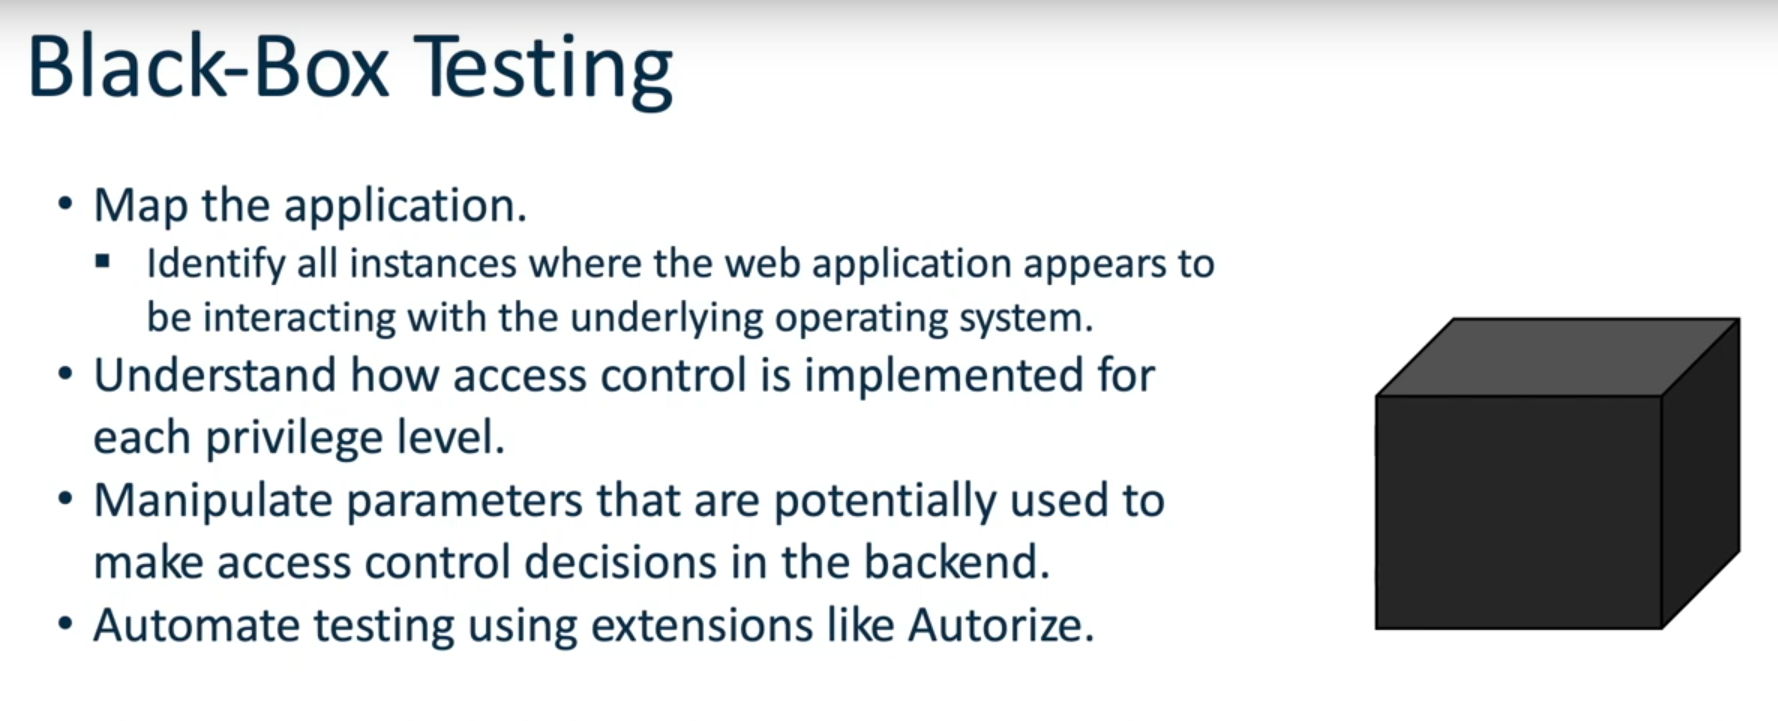 Black-Box Testing
• Map the application.
▪ Identify all instances where the web application appears to
be interacting with the underlying operating system.
• Understand how access control is implemented for
each privilege level.
• Manipulate parameters that are potentially used to
make access control decisions in the backend.
• Automate testing using extensions like Autorize.